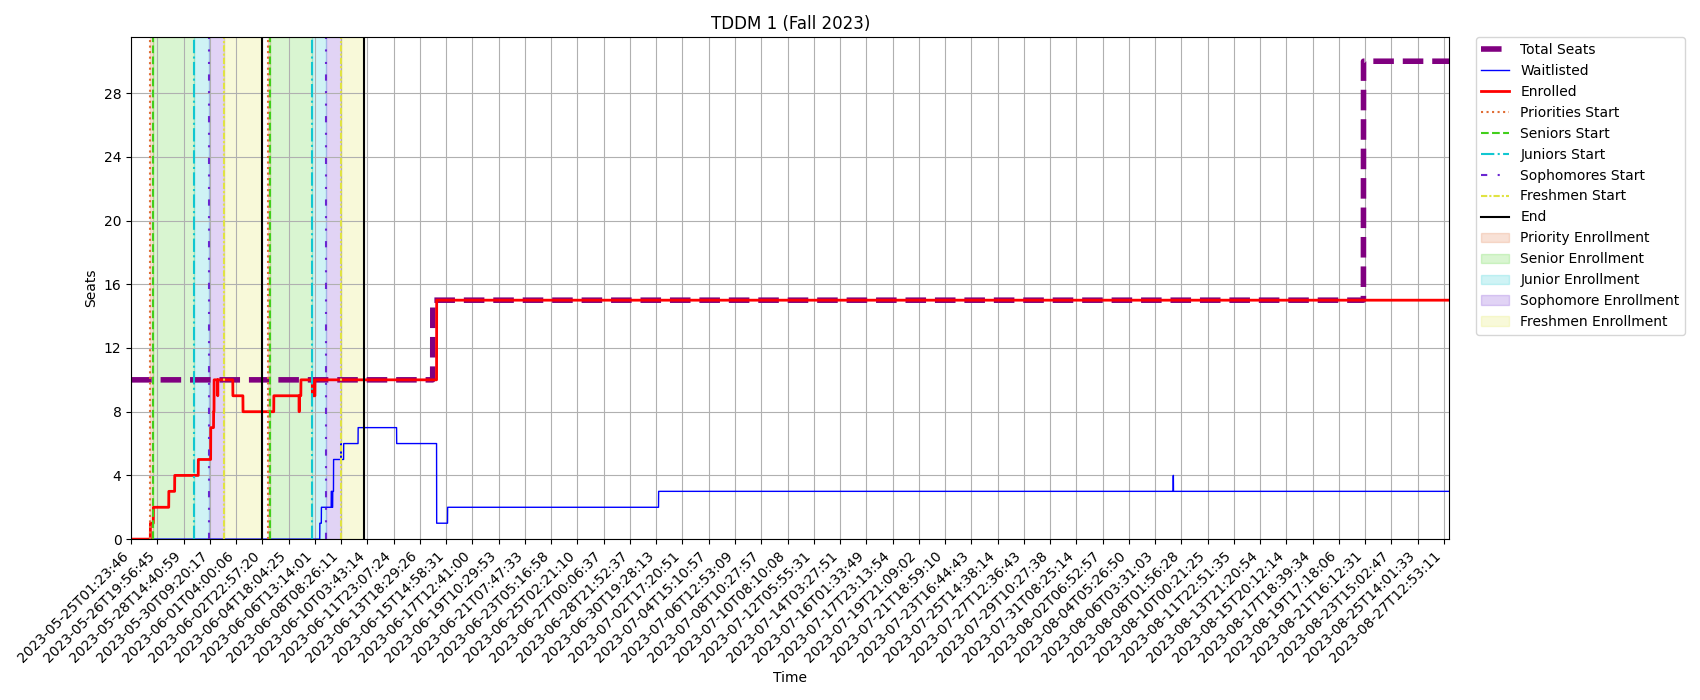 TDDM 1 (Fall 2023)
Seats
28
24
20
16
12
8
4
0
2023-05-25T01:23:46
2023-05-26T19:56:45
2023-05-28T14:40:59
2023-05-30T09:20:17
2023-06-01T04:00:06
2023-06-02T22:57:20
2023-06-04T18:04:25
2023-06-06T13:14:01
2023-06-08T08:26:11
2023-06-10T03:43:14
2023-06-11T23:07:24
2023-06-13T18:29:26
2023-06-15T14:58:31
2023-06-17T12:41:00
2023-06-19T10:29:53
2023-06-21T07:47:33
2023-06-23T05:16:58
2023-06-25T02:21:10
2023-06-27T00:06:37
2023-06-28T21:52:37
2023-06-30T19:28:13
2023-07-02T17:20:51
2023-07-04T15:10:57
2023-07-06T12:53:09
2023-07-08T10:27:57
2023-07-10T08:10:08
2023-07-12T05:55:31
2023-07-14T03:27:51
2023-07-16T01:33:49
2023-07-17T23:13:54
2023-07-19T21:09:02
2023-07-21T18:59:10
2023-07-23T16:44:43
2023-07-25T14:38:14
2023-07-27T12:36:43
2023-07-29T10:27:38
2023-07-31T08:25:14
2023-08-02T06:52:57
2023-08-04T05:26:50
2023-08-06T03:31:03
2023-08-08T01:56:28
2023-08-10T00:21:25
2023-08-11T22:51:35
2023-08-13T21:20:54
2023-08-15T20:12:14
2023-08-17T18:39:34
2023-08-19T17:18:06
2023-08-21T16:12:31
2023-08-23T15:02:47
2023-08-25T14:01:33
2023-08-27T12:53:11
Time
Total Seats
Waitlisted
Enrolled
Priorities Start
Seniors Start
Juniors Start
Sophomores Start
Freshmen Start
End
Priority Enrollment
Senior Enrollment
Junior Enrollment
Sophomore Enrollment
Freshmen Enrollment